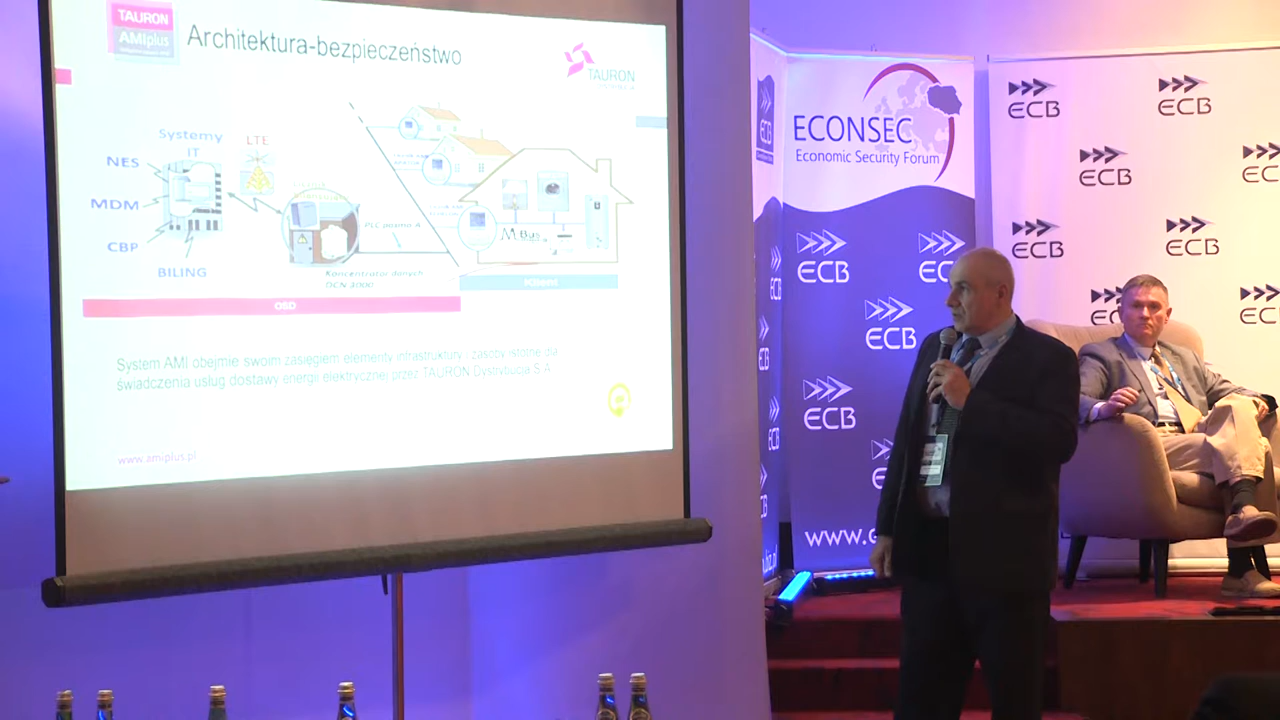 TAURON
AMIplus
Architektura-bezpieczeństwo
TAURON
Systemy
IT
LTE
NES
MDM
CBP
BILING
PLC pasmo A
Koncentrator danych
DCN 3000
M-Bus
OSD
Klient
System AMI obejmie swoim zasięgiem elementy infrastruktury i zasoby istotne dla
świadczenia usług dostawy energii elektrycznej przez TAURON Dystrybucja S.A.
www.amiplus.pl
ECONSEC
Economic Security Forum
ECB
ECB
ECB
ECB
ECB
ECB
ECB
ECB
ECB
ECB
www.